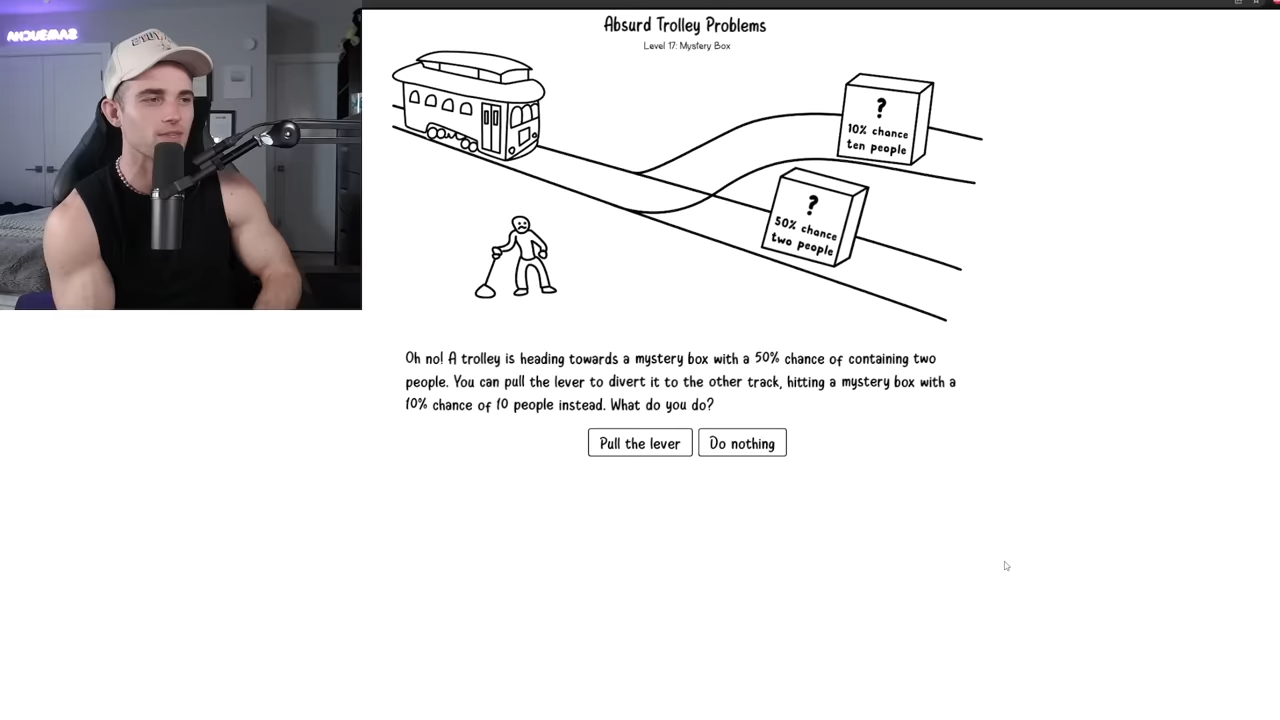 Absurd Trolley Problems
Level 17: Mystery Box
SAMSUCHA
?
10% chance
ten people
?
50% chance
two people
Oh no! A trolley is heading towards a mystery box with a 50% chance of containing two
people. You can pull the lever to divert it to the other track, hitting a mystery box with a
10% chance of 10 people instead. What do you do?
Pull the lever
Do nothing